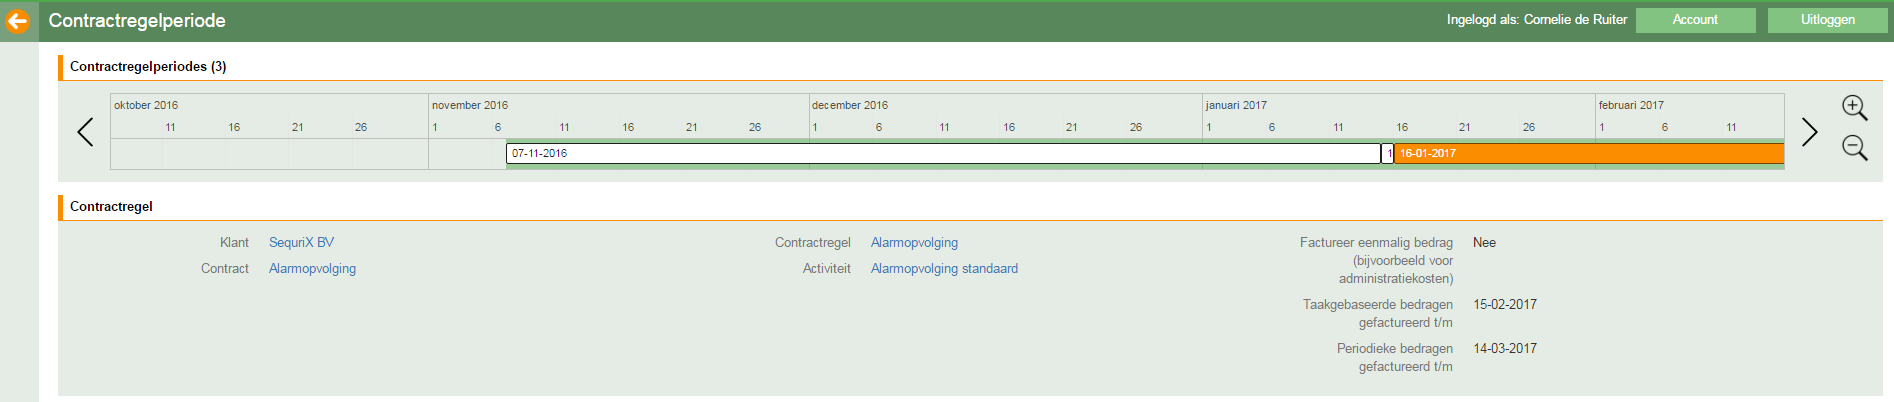 Contractregelperiode
Ingelogd als: Cornelie de Ruiter
Account
Uitloggen
Contractregelperiodes (3)
oktober 2016 november 2016 december 2016 januari 2017 februari 2017
11 16 21 26 1 6 11 16 21 26 1 6 11 16 21 26 1 6 11 16 21 26 1 6 11
07-11-2016 1 16-01-2017
Contractregel
Klant SequriX BV
Contract Alarmopvolging
Contractregel Alarmopvolging
Activiteit Alarmopvolging standaard
Factureer eenmalig bedrag Nee
(bijvoorbeeld voor
administratiekosten)
Taakgebaseerde bedragen 15-02-2017
gefactureerd t/m
Periodieke bedragen 14-03-2017
gefactureerd t/m